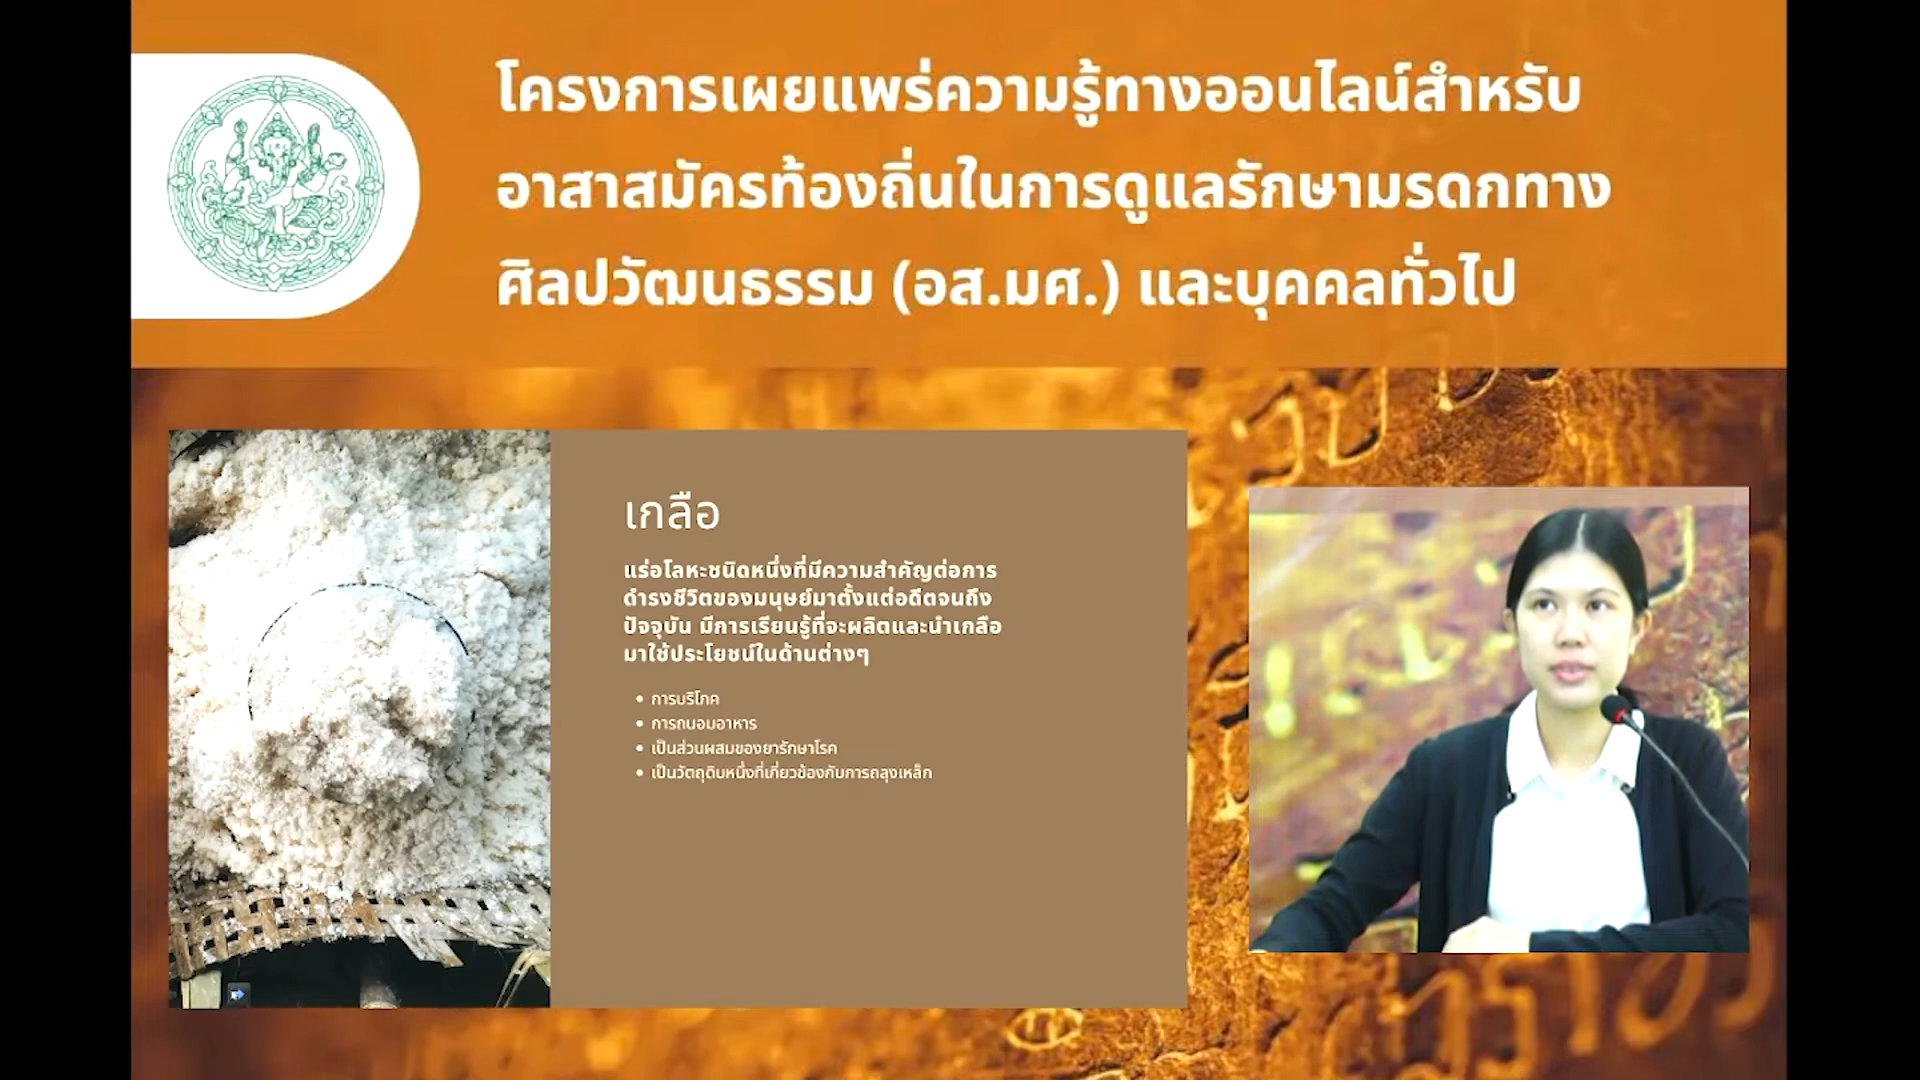 โครงการเผยแพร่ความรู้ทางออนไลน์สำหรับ
อาสาสมัครท้องถิ่นในการดูแลรักษามรดกทาง
ศิลปวัฒนธรรม (อส.มศ.) และบุคคลทั่วไป
เกลือ
แร่อโลหะชนิดหนึ่งที่มีความสำคัญต่อการ
ดำรงชีวิตของมนุษย์มาตั้งแต่อดีตจนถึง
ปัจจุบัน มีการเรียนรู้ที่จะผลิตและนำเกลือ
มาใช้ประโยชน์ในด้านต่างๆ
• การบริโภค
• การถนอมอาหาร
• เป็นส่วนผสมของยารักษาโรค
• เป็นวัตถุดิบหนึ่งที่เกี่ยวข้องกับการถลุงเหล็ก